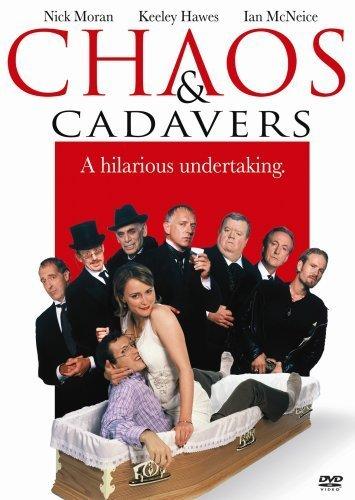 Nick Moran Keeley Hawes Ian McNeice
CHAOS
&
CADAVERS
A hilarious undertaking.
DVD
VIDEO